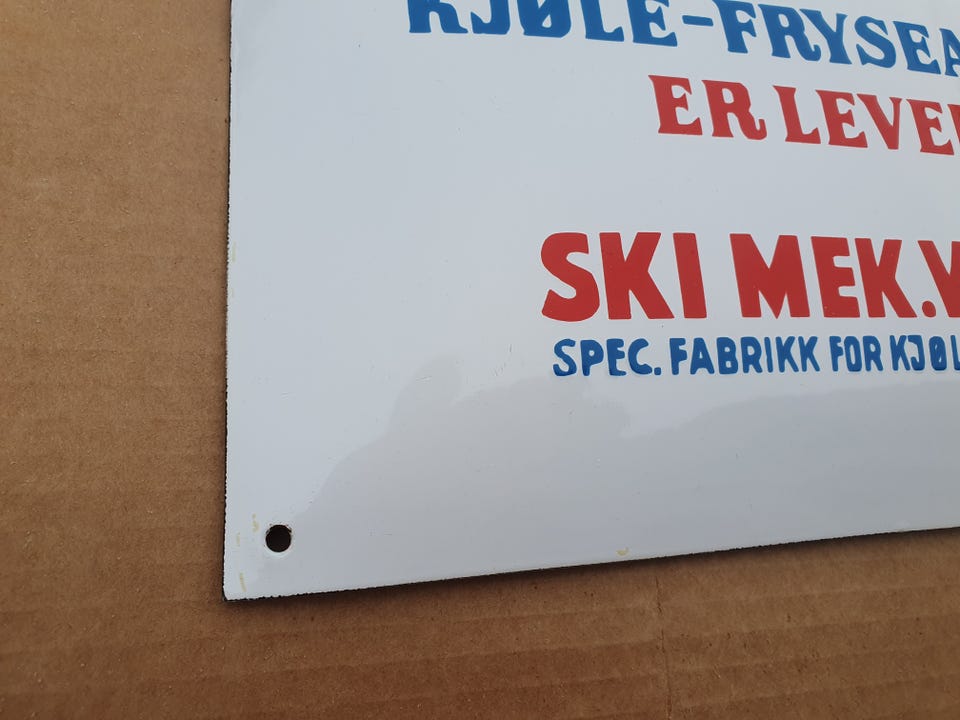 KJØLE-FRYSEA
ER LEVE
SKI MEK.V
SPEC. FABRIKK FOR KJØL